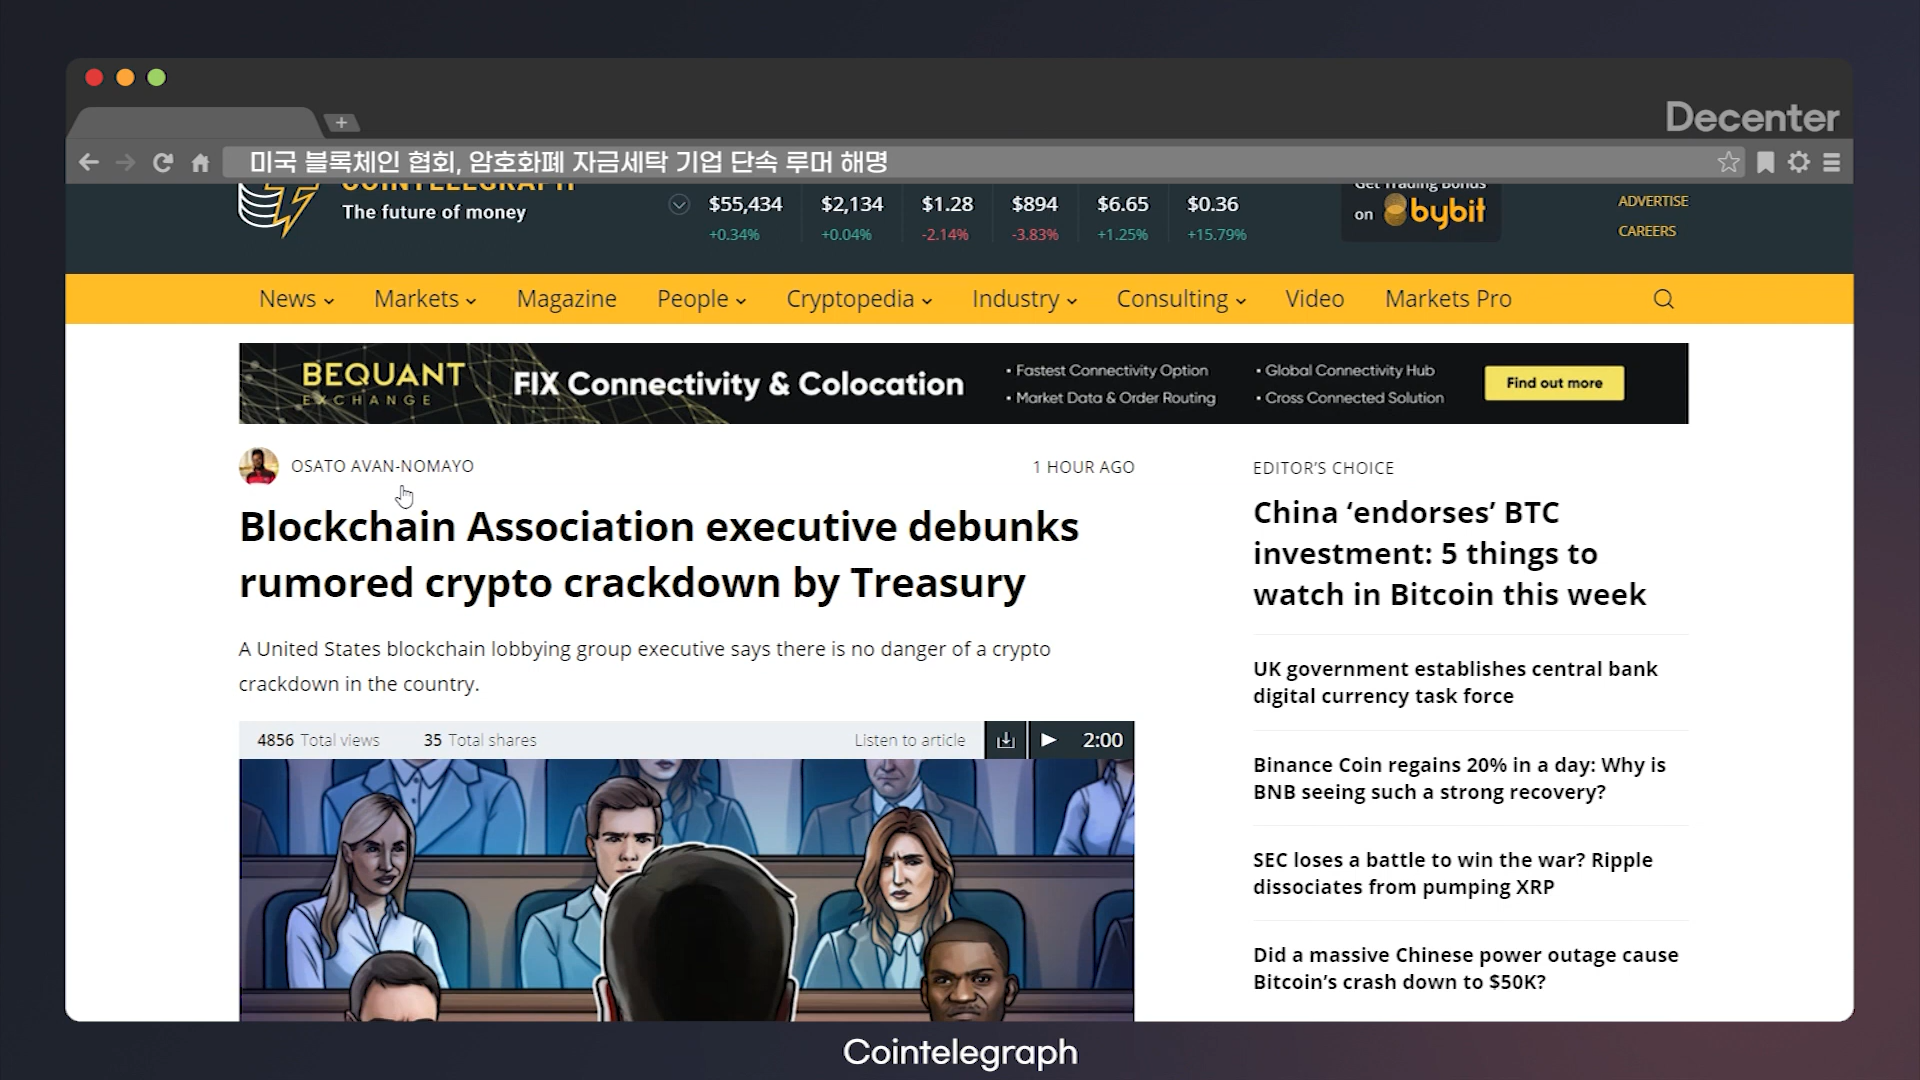 Decenter
미국 블록체인 협회, 암호화폐 자금세탁 기업 단속 루머 해명
COINTELEGRAPH
The future of money
$55,434 $2,134 $1.28 $894 $6.65 $0.36
+0.34% +0.04% -2.14% -3.83% +1.25% +15.79%
Get Trading Bonus
on bybit
ADVERTISE
CAREERS
News Markets Magazine People Cryptopedia Industry Consulting Video Markets Pro
BEQUANT
EXCHANGE
FIX Connectivity & Colocation
• Fastest Connectivity Option
• Market Data & Order Routing
• Global Connectivity Hub
• Cross Connected Solution
Find out more
OSATO AVAN-NOMAYO
1 HOUR AGO
Blockchain Association executive debunks
rumored crypto crackdown by Treasury
A United States blockchain lobbying group executive says there is no danger of a crypto
crackdown in the country.
4856 Total views 35 Total shares Listen to article 2:00
EDITOR'S CHOICE
China ‘endorses’ BTC
investment: 5 things to
watch in Bitcoin this week
UK government establishes central bank
digital currency task force
Binance Coin regains 20% in a day: Why is
BNB seeing such a strong recovery?
SEC loses a battle to win the war? Ripple
dissociates from pumping XRP
Did a massive Chinese power outage cause
Bitcoin’s crash down to $50K?
Cointelegraph